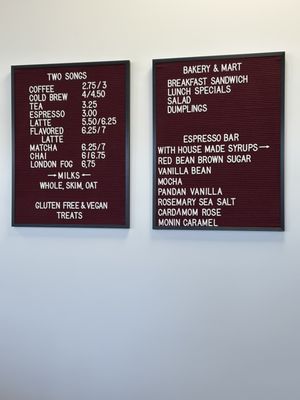 TWO SONGS
COFFEE 2.75/3
COLD BREW 4/4.50
TEA 3.25
ESPRESSO 3.00
LATTE 5.50/6.25
FLAVORED 6.25/7
LATTE
MATCHA 6.25/7
CHAI 6|6.75
LONDON FOG 6.75
→ MILKS ←
WHOLE, SKIM, OAT
GLUTEN FREE & VEGAN
TREATS
BAKERY & MART
BREAKFAST SANDWICH
LUNCH SPECIALS
SALAD
DUMPLINGS
ESPRESSO BAR
WITH HOUSE MADE SYRUPS→
RED BEAN BROWN SUGAR
VANILLA BEAN
MOCHA
PANDAN VANILLA
ROSEMARY SEA SALT
CARDAMOM ROSE
MONIN CARAMEL